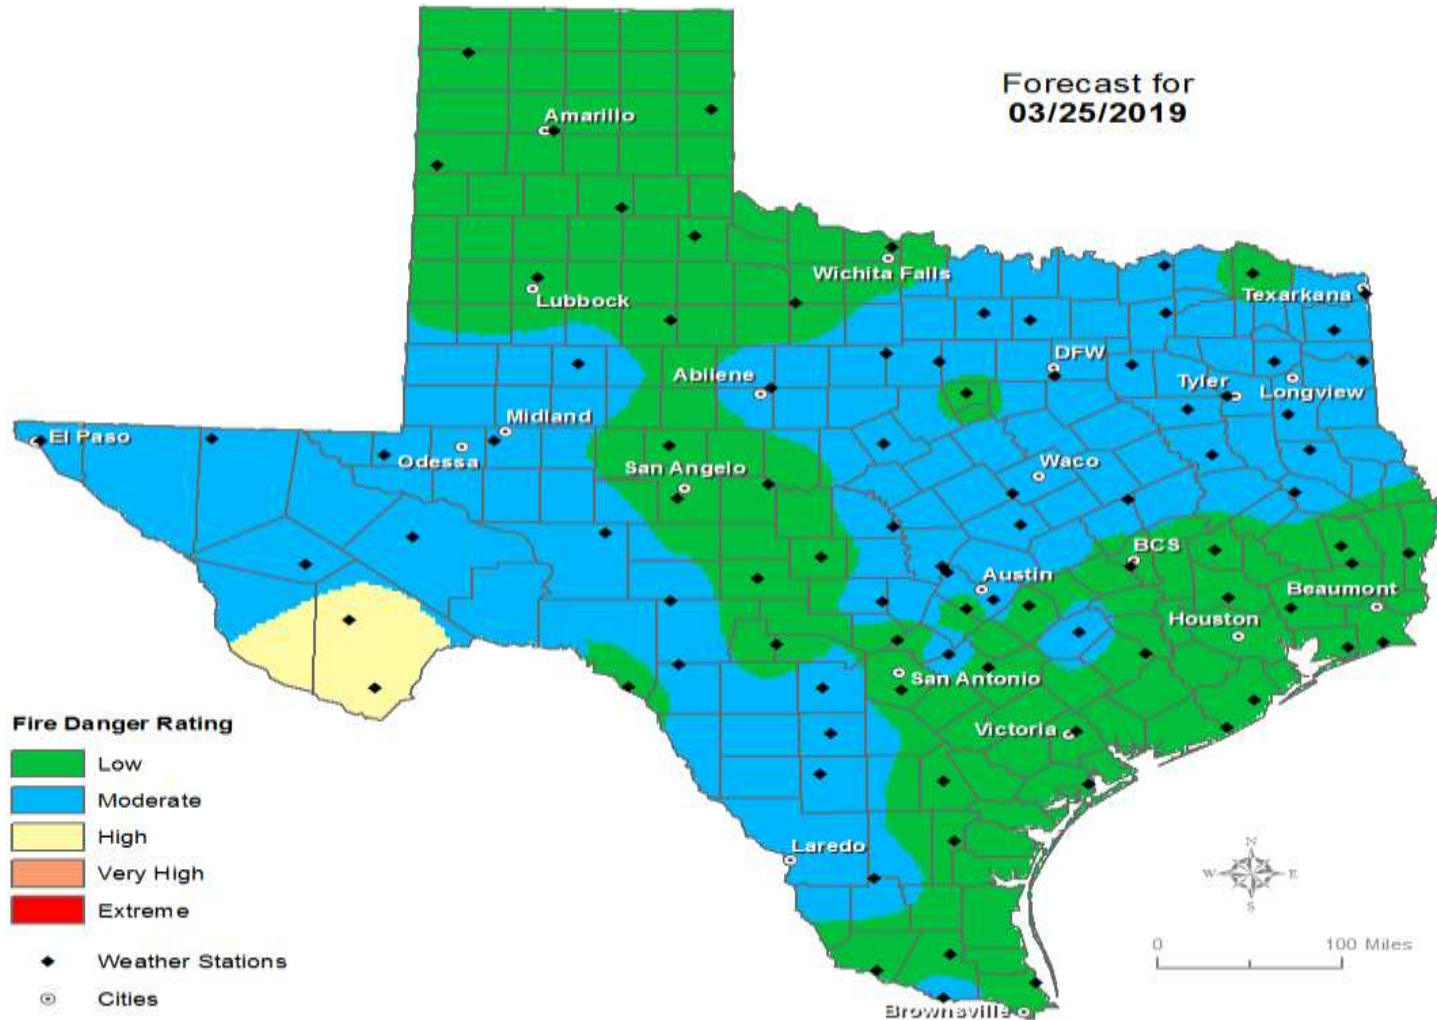 Forecast for
03/25/2019
Amarillo
Wichita Falls
Lubbock
Texarkana
DFW
Abilene
Tyler
Longview
Midland
El Paso
Odessa
San Angelo
Waco
BCS
Austin
Beaumont
Houston
San Antonio
Victoria
Laredo
Brownsville
Fire Danger Rating
Low
Moderate
High
Very High
Extreme
Weather Stations
Cities
N
W E
S
0 100 Miles